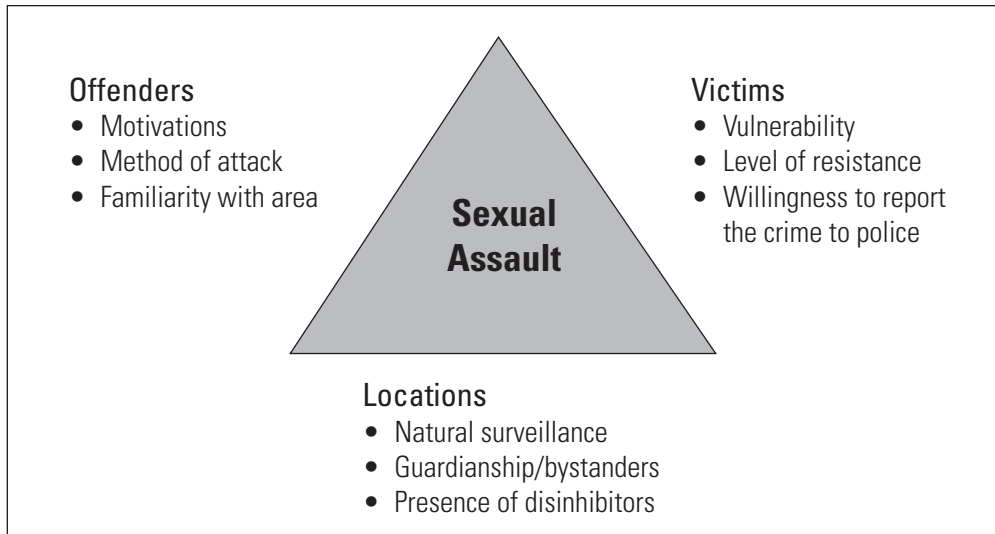 Offenders
• Motivations
• Method of attack
• Familiarity with area
Victims
• Vulnerability
• Level of resistance
• Willingness to report
the crime to police
Sexual
Assault
Locations
• Natural surveillance
• Guardianship/bystanders
• Presence of disinhibitors